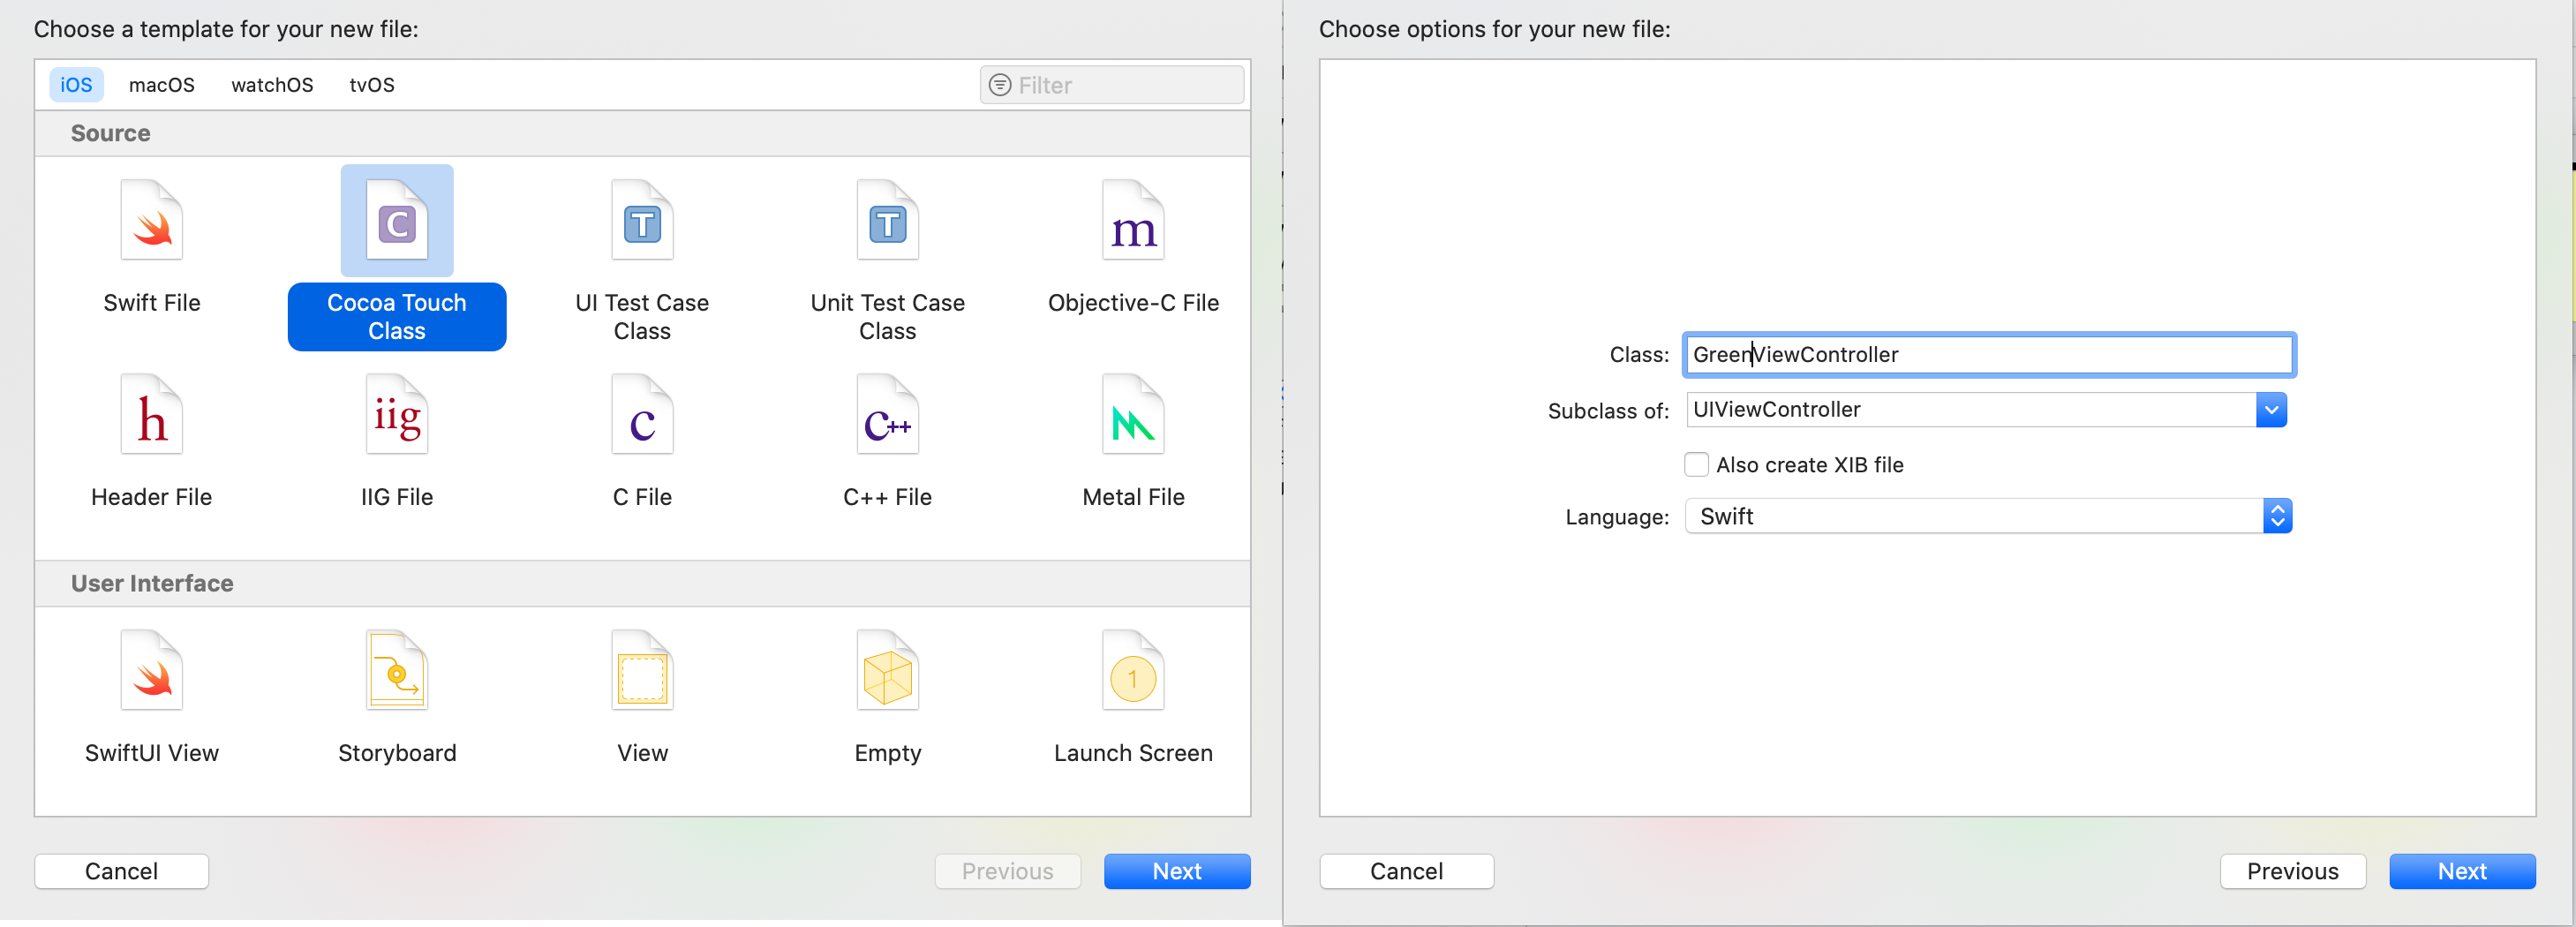 Choose a template for your new file:
iOS macOS watchOS tvOS Filter
Source
C T T m
Swift File
Cocoa Touch
Class
UI Test Case
Class
Unit Test Case
Class
Objective-C File
h iig c C++
Header File
IIG File
C File
C++ File
Metal File
User Interface
1
SwiftUI View
Storyboard
View
Empty
Launch Screen
Cancel Previous Next
Choose options for your new file:
Class: GreenViewController
Subclass of: UIViewController
Also create XIB file
Language: Swift
Cancel Previous Next